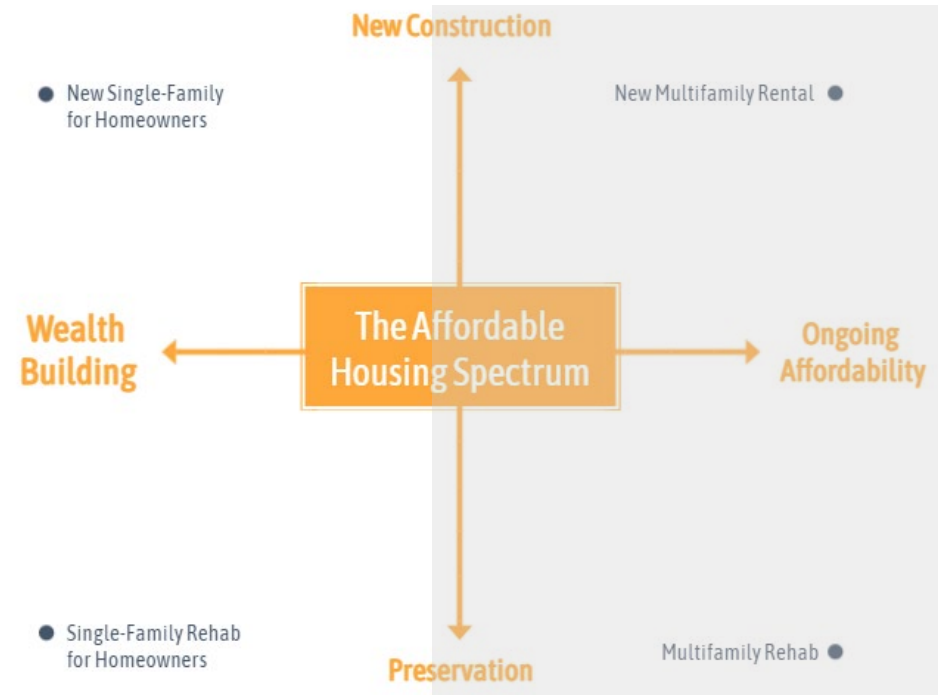 New Construction
New Single-Family
for Homeowners
New Multifamily Rental
The Affordable
Housing Spectrum
Wealth
Building
Ongoing
Affordability
Single-Family Rehab
for Homeowners
Multifamily Rehab
Preservation